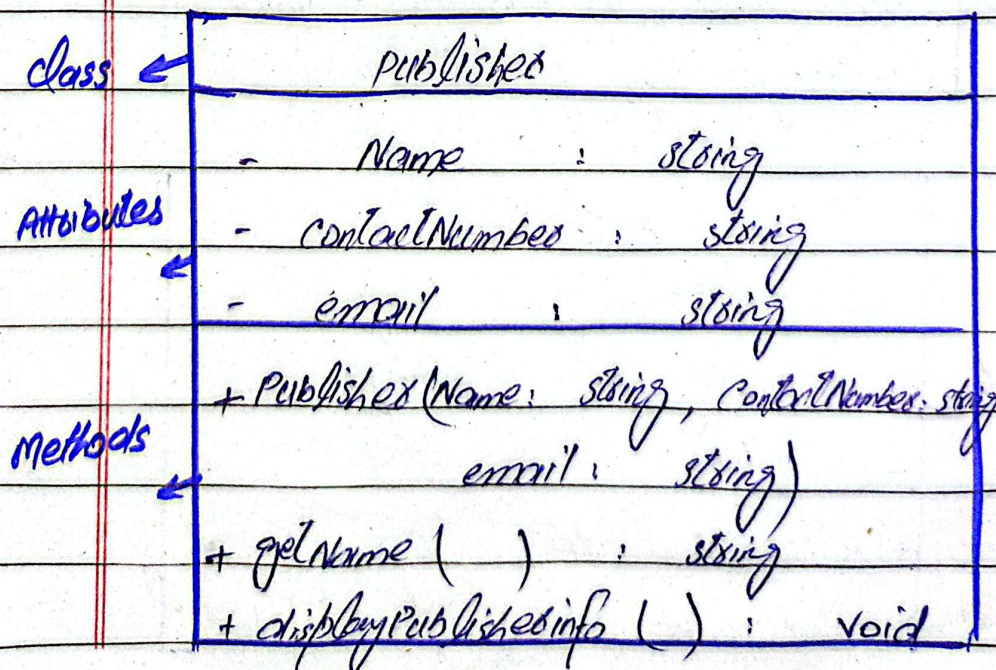 class
Publisher
- Name : string
Attributes
- contactNumber : string
- email : string
+ Publisher (Name: string, ContactNumber: string
Methods
email : string)
+ getName ( ) : string
+ displayPublisherinfo ( ) : void